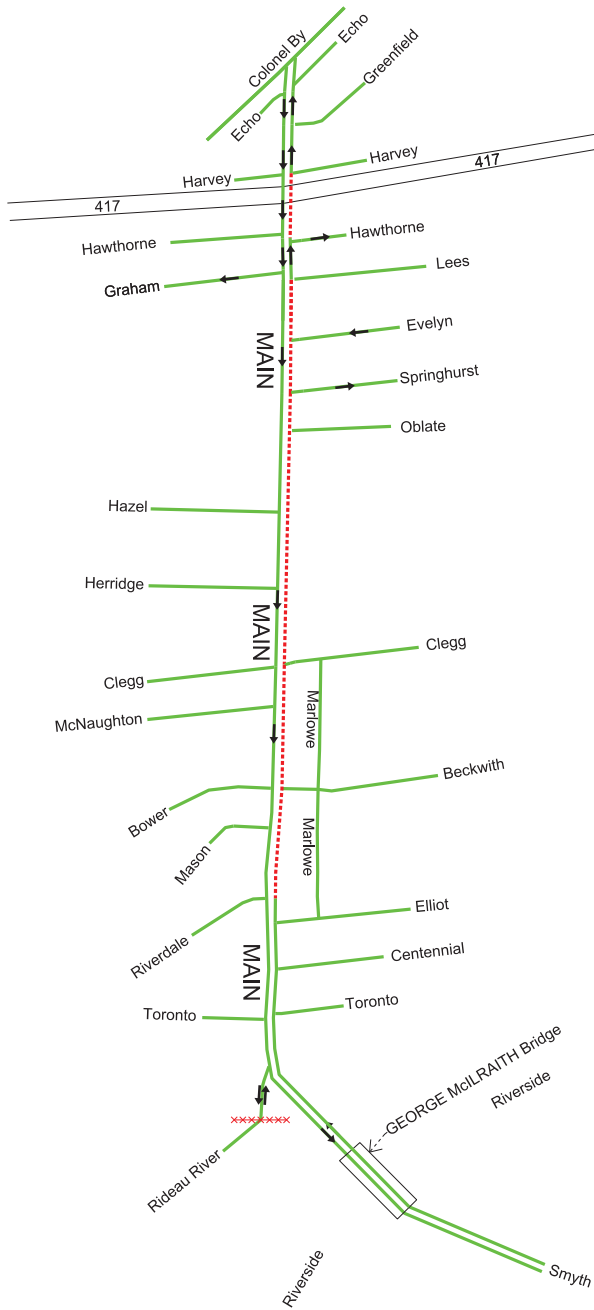 Colonel By
Echo
Greenfield
Echo
Harvey
Harvey
417
417
Hawthorne
Hawthorne
Graham
Lees
Evelyn
MAIN
Springhurst
Oblate
Hazel
Herridge
MAIN
Clegg
Clegg
Marlowe
McNaughton
Beckwith
Bower
Marlowe
Mason
Elliot
Riverdale
MAIN
Centennial
Toronto
Toronto
GEORGE McILRAITH Bridge
Riverside
Rideau River
Riverside
Smyth